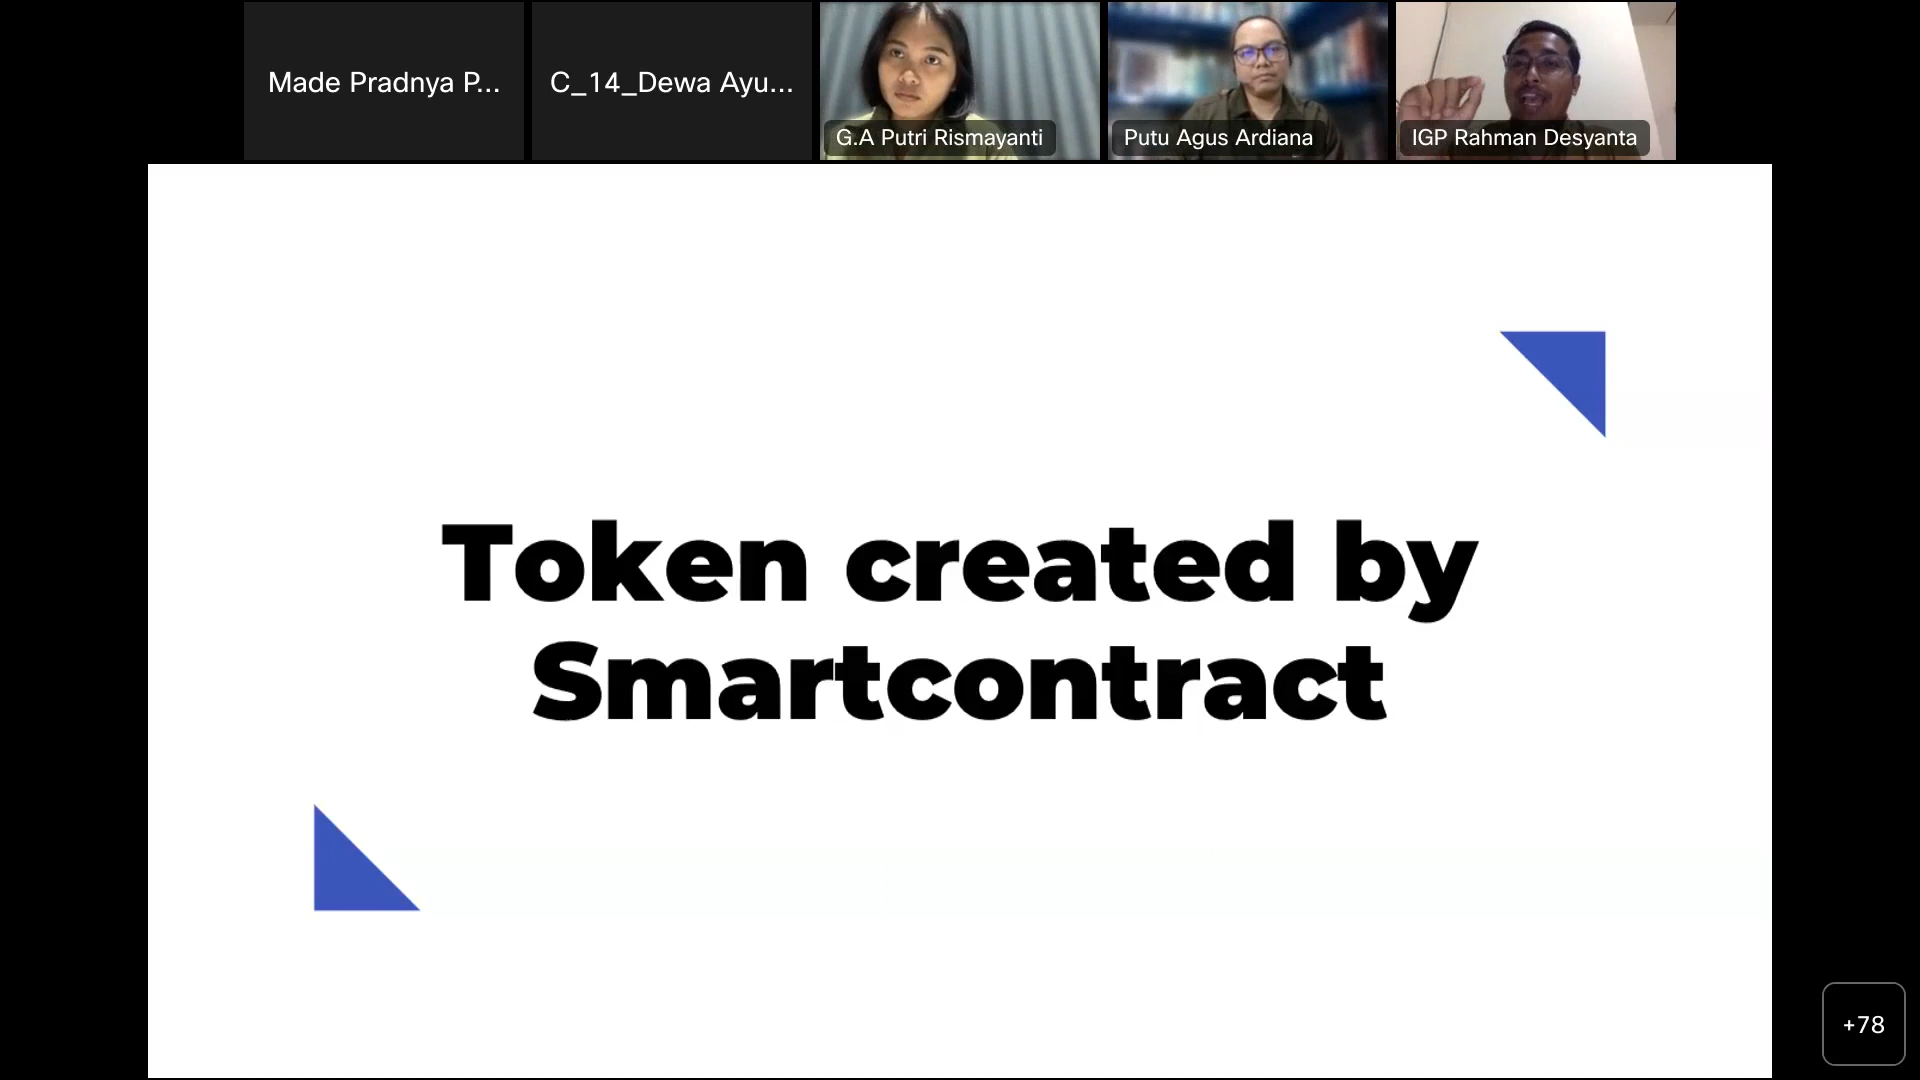 Made Pradnya P...
C_14_Dewa Ayu...
G.A Putri Rismayanti
Putu Agus Ardiana
IGP Rahman Desyanta
Token created by
Smartcontract
+78